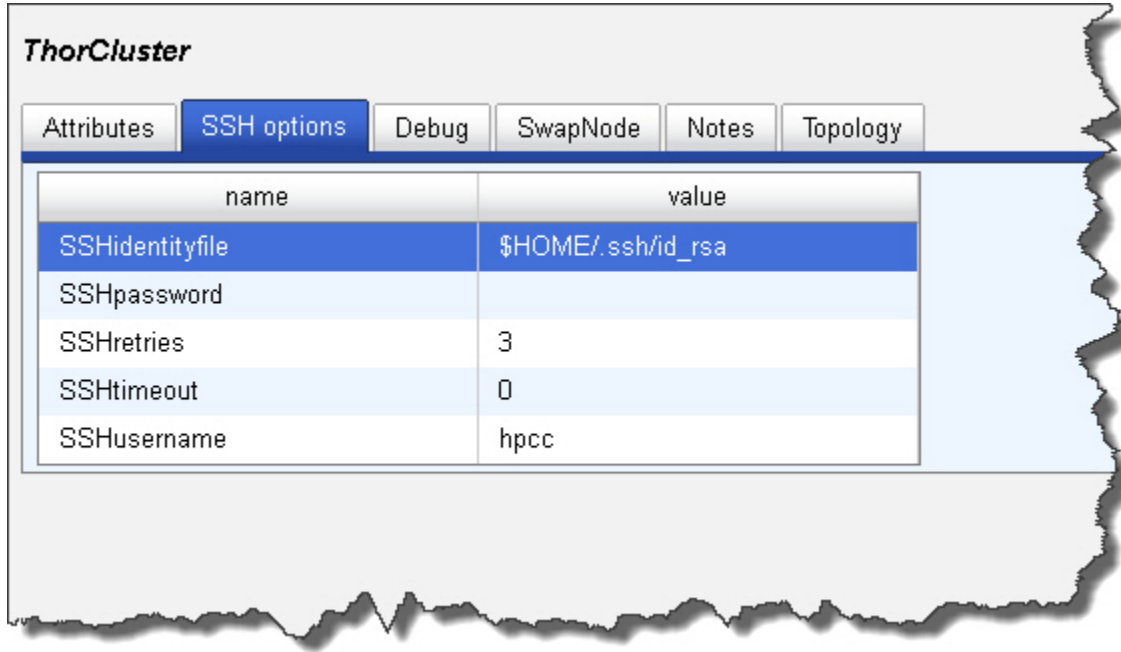 ThorCluster
Attributes SSH options Debug SwapNode Notes Topology
name value
SSHidentityfile $HOME/.ssh/id_rsa
SSHpassword
SSHretries 3
SSHtimeout 0
SSHusername hpcc